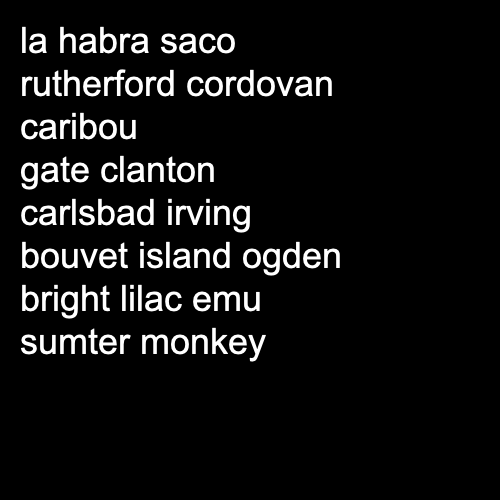 la habra saco
rutherford cordovan
caribou
gate clanton
carlsbad irving
bouvet island ogden
bright lilac emu
sumter monkey